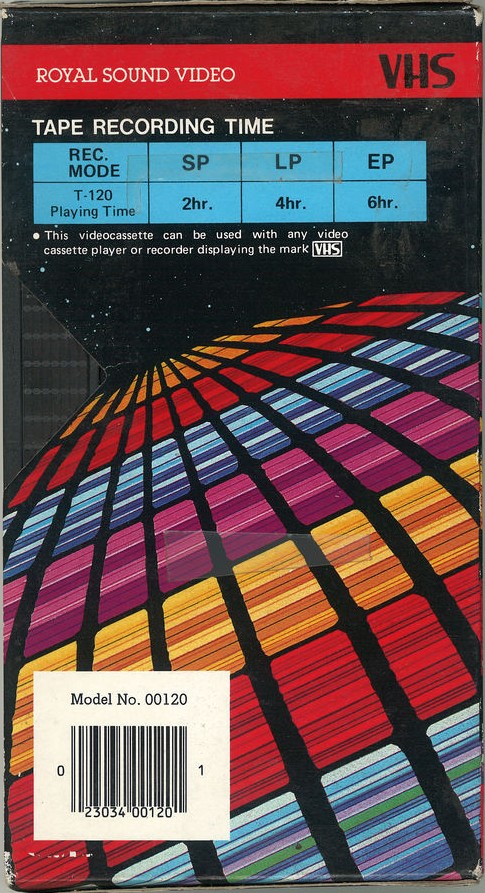 ROYAL SOUND VIDEO VHS
TAPE RECORDING TIME
REC. MODE SP LP EP
T-120 Playing Time 2hr. 4hr. 6hr.
• This videocassette can be used with any video
cassette player or recorder displaying the mark VHS
Model No. 00120
0 1
23034 00120